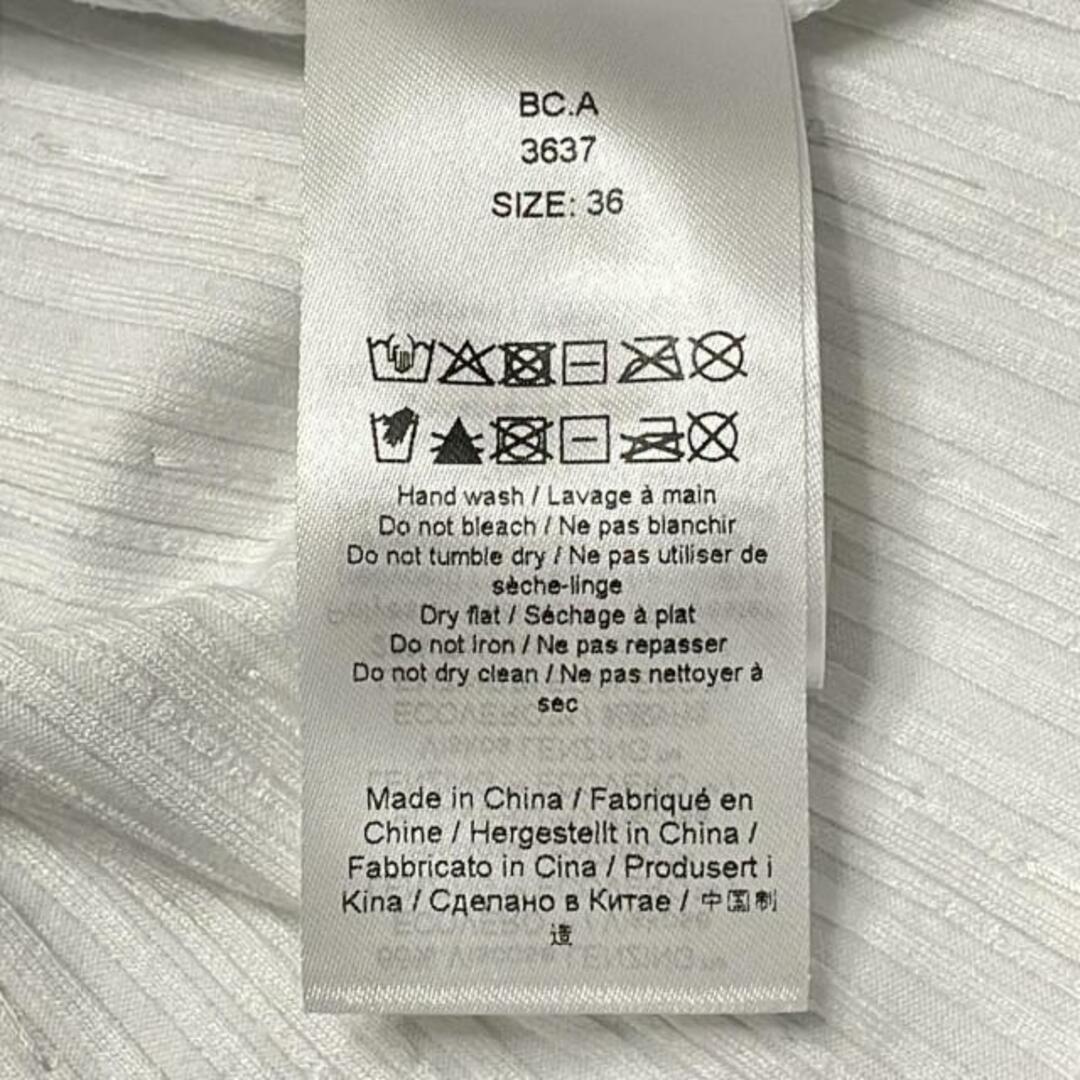 BC.A
3637
SIZE: 36
Hand wash / Lavage à main
Do not bleach / Ne pas blanchir
Do not tumble dry / Ne pas utiliser de
sèche-linge
Dry flat / Séchage à plat
Do not Iron / Ne pas repasser
Do not dry clean / Ne pas nettoyer à
sec
Made in China / Fabriqué en
Chine / Hergestellt in China /
Fabbricato in Cina / Produsert i
Kina / Сделано в Китае / 中国制
造